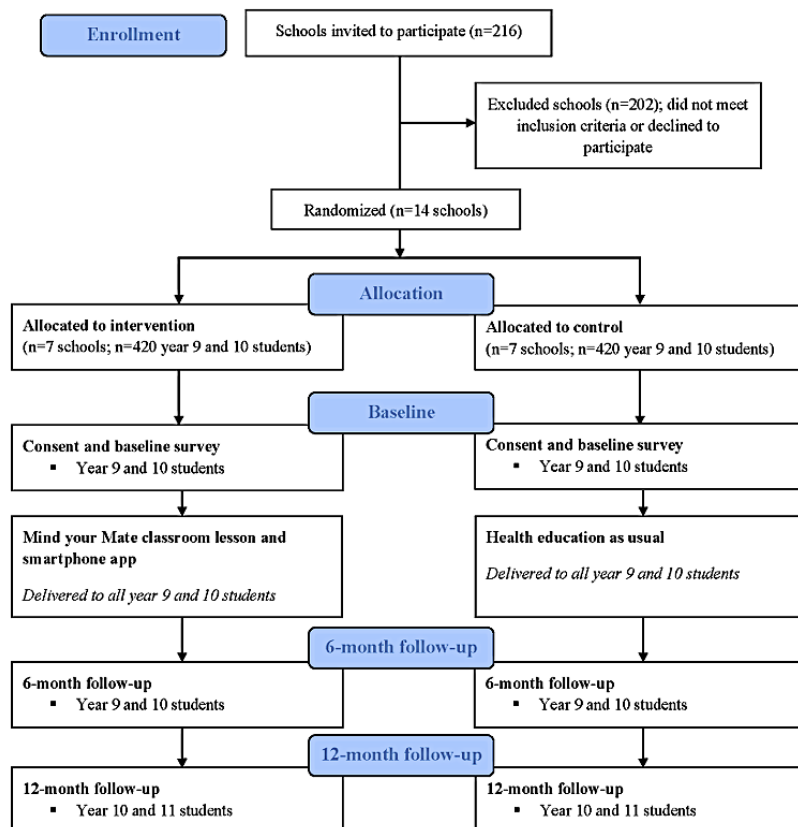 Enrollment
Schools invited to participate (n=216)
Excluded schools (n=202); did not meet
inclusion criteria or declined to
participate
Randomized (n=14 schools)
Allocation
Allocated to intervention
(n=7 schools; n=420 year 9 and 10 students)
Allocated to control
(n=7 schools; n=420 year 9 and 10 students)
Baseline
Consent and baseline survey
▪ Year 9 and 10 students
Consent and baseline survey
▪ Year 9 and 10 students
Mind your Mate classroom lesson and
smartphone app
Delivered to all year 9 and 10 students
Health education as usual
Delivered to all year 9 and 10 students
6-month follow-up
6-month follow-up
▪ Year 9 and 10 students
6-month follow-up
▪ Year 9 and 10 students
12-month follow-up
12-month follow-up
▪ Year 10 and 11 students
12-month follow-up
▪ Year 10 and 11 students